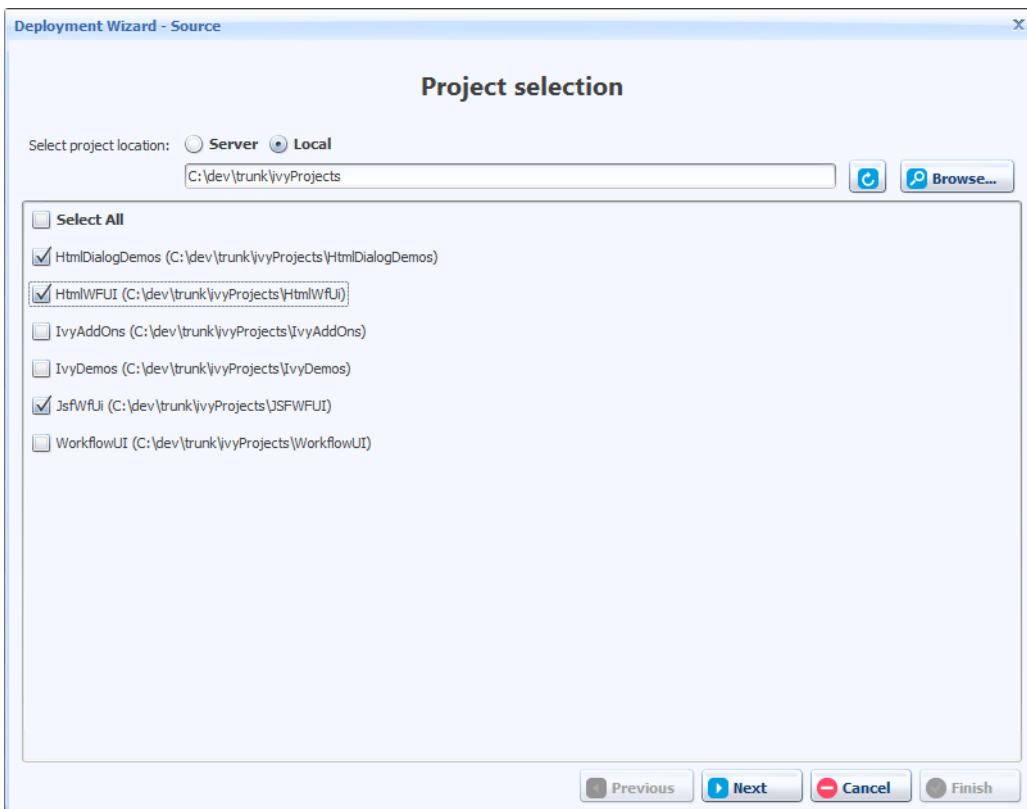 Deployment Wizard - Source
Project selection
Select project location: Server Local
C:\dev\trunk\ivyProjects Browse...
Select All
HtmlDialogDemos (C:\dev\trunk\ivyProjects\HtmlDialogDemos)
HtmlWFUI (C:\dev\trunk\ivyProjects\HtmlWfUi)
IvyAddOns (C:\dev\trunk\ivyProjects\IvyAddOns)
IvyDemos (C:\dev\trunk\ivyProjects\IvyDemos)
JsfWfUi (C:\dev\trunk\ivyProjects\JSFWFUI)
WorkflowUI (C:\dev\trunk\ivyProjects\WorkflowUI)
Previous Next Cancel Finish